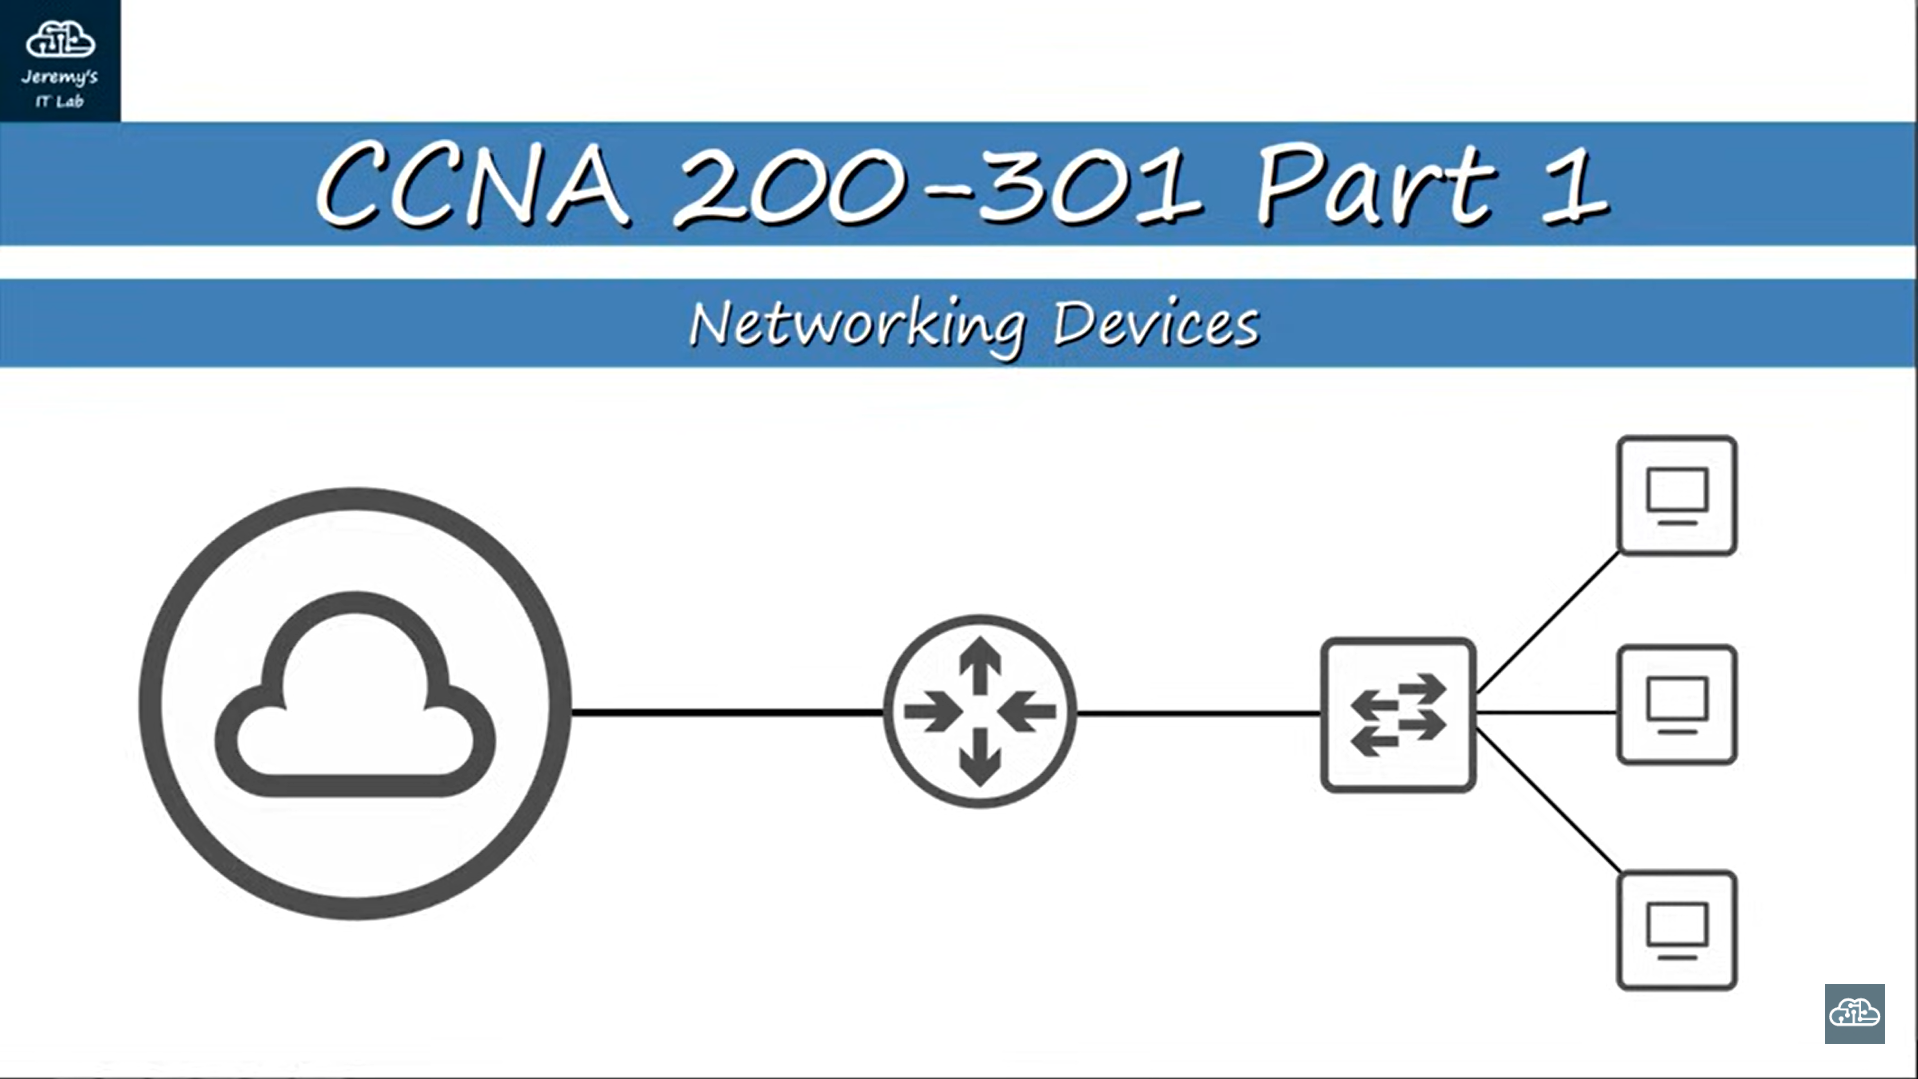 Jeremy's
IT Lab
CCNA 200-301 Part 1
Networking Devices